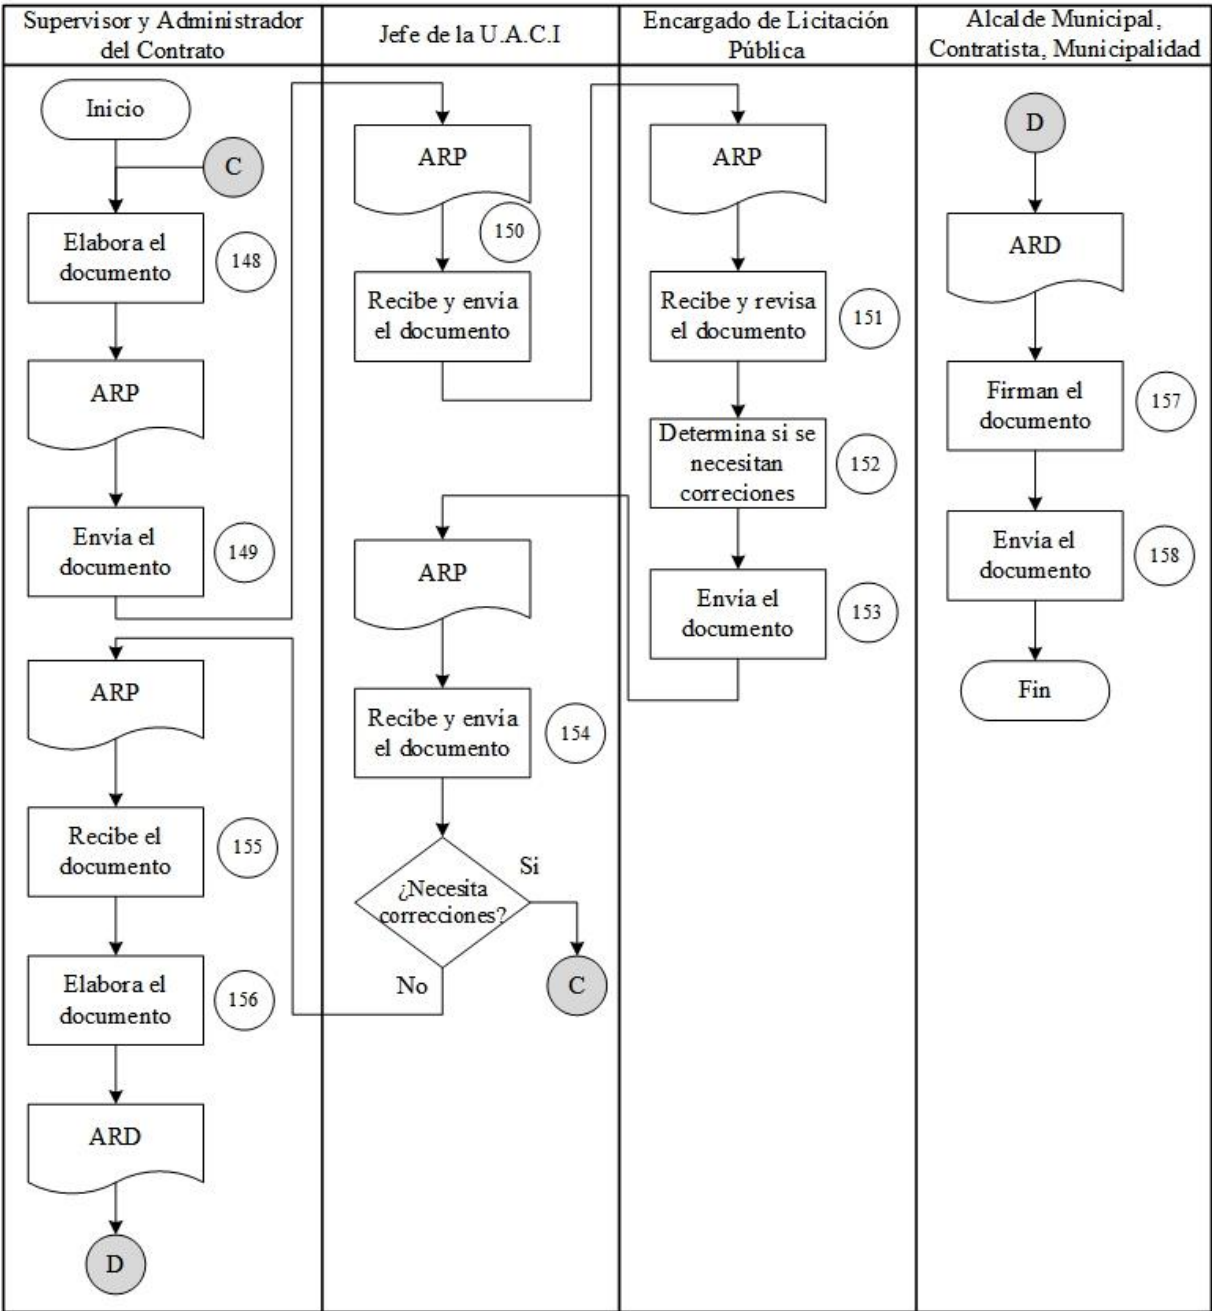 Supervisor y Administrador
del Contrato
Jefe de la U.A.C.I
Encargado de Licitación
Pública
Alcalde Municipal,
Contratista, Municipalidad
Inicio
C
Elabora el
documento
148
ARP
Envía el
documento
149
ARP
Recibe el
documento
155
Elabora el
documento
156
ARD
D
ARP
150
Recibe y envía
el documento
ARP
Recibe y envía
el documento
154
¿Necesita
correcciones?
Si
No
C
ARP
Recibe y revisa
el documento
151
Determina si se
necesitan
correciones
152
Envía el
documento
153
D
ARD
Firman el
documento
157
Envía el
documento
158
Fin